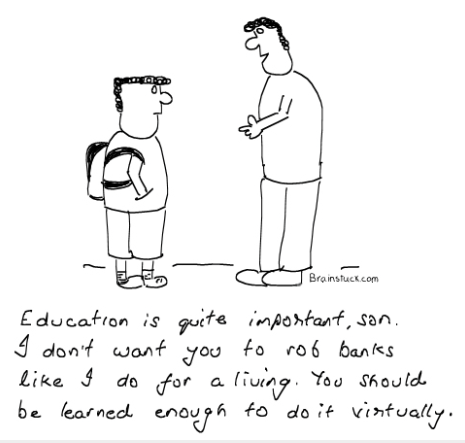 Brainstuck.com
Education is quite important, son.
I don't want you to rob banks
like I do for a living. You should
be learned enough to do it virtually.